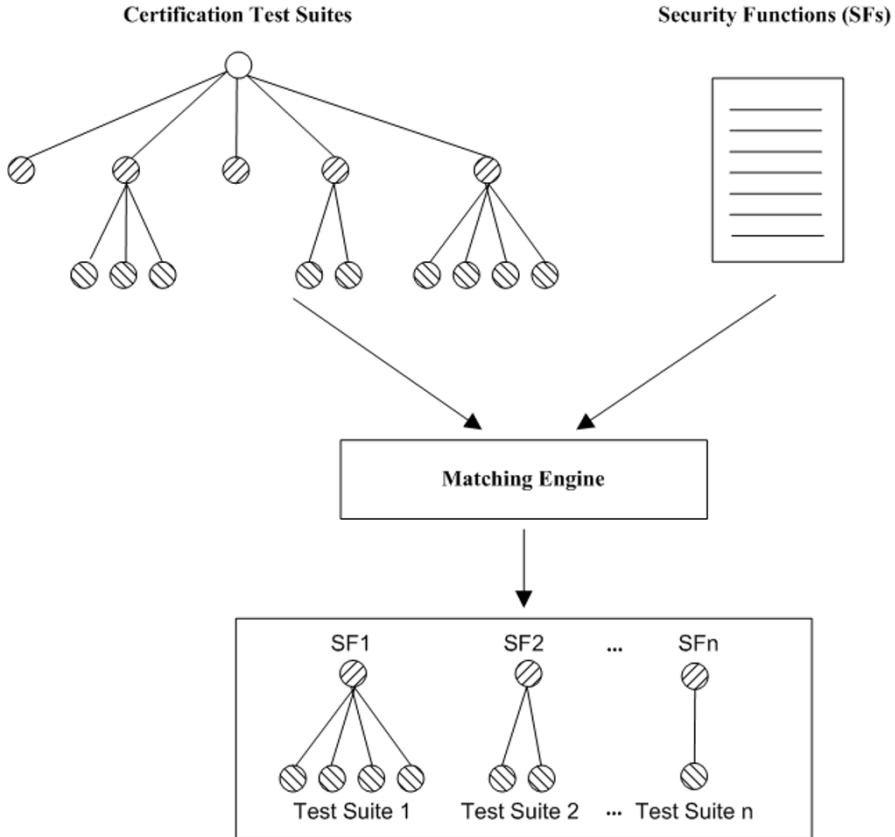 Certification Test Suites
Security Functions (SFs)
Matching Engine
SF1 SF2 ... SFn
Test Suite 1 Test Suite 2 ... Test Suite n